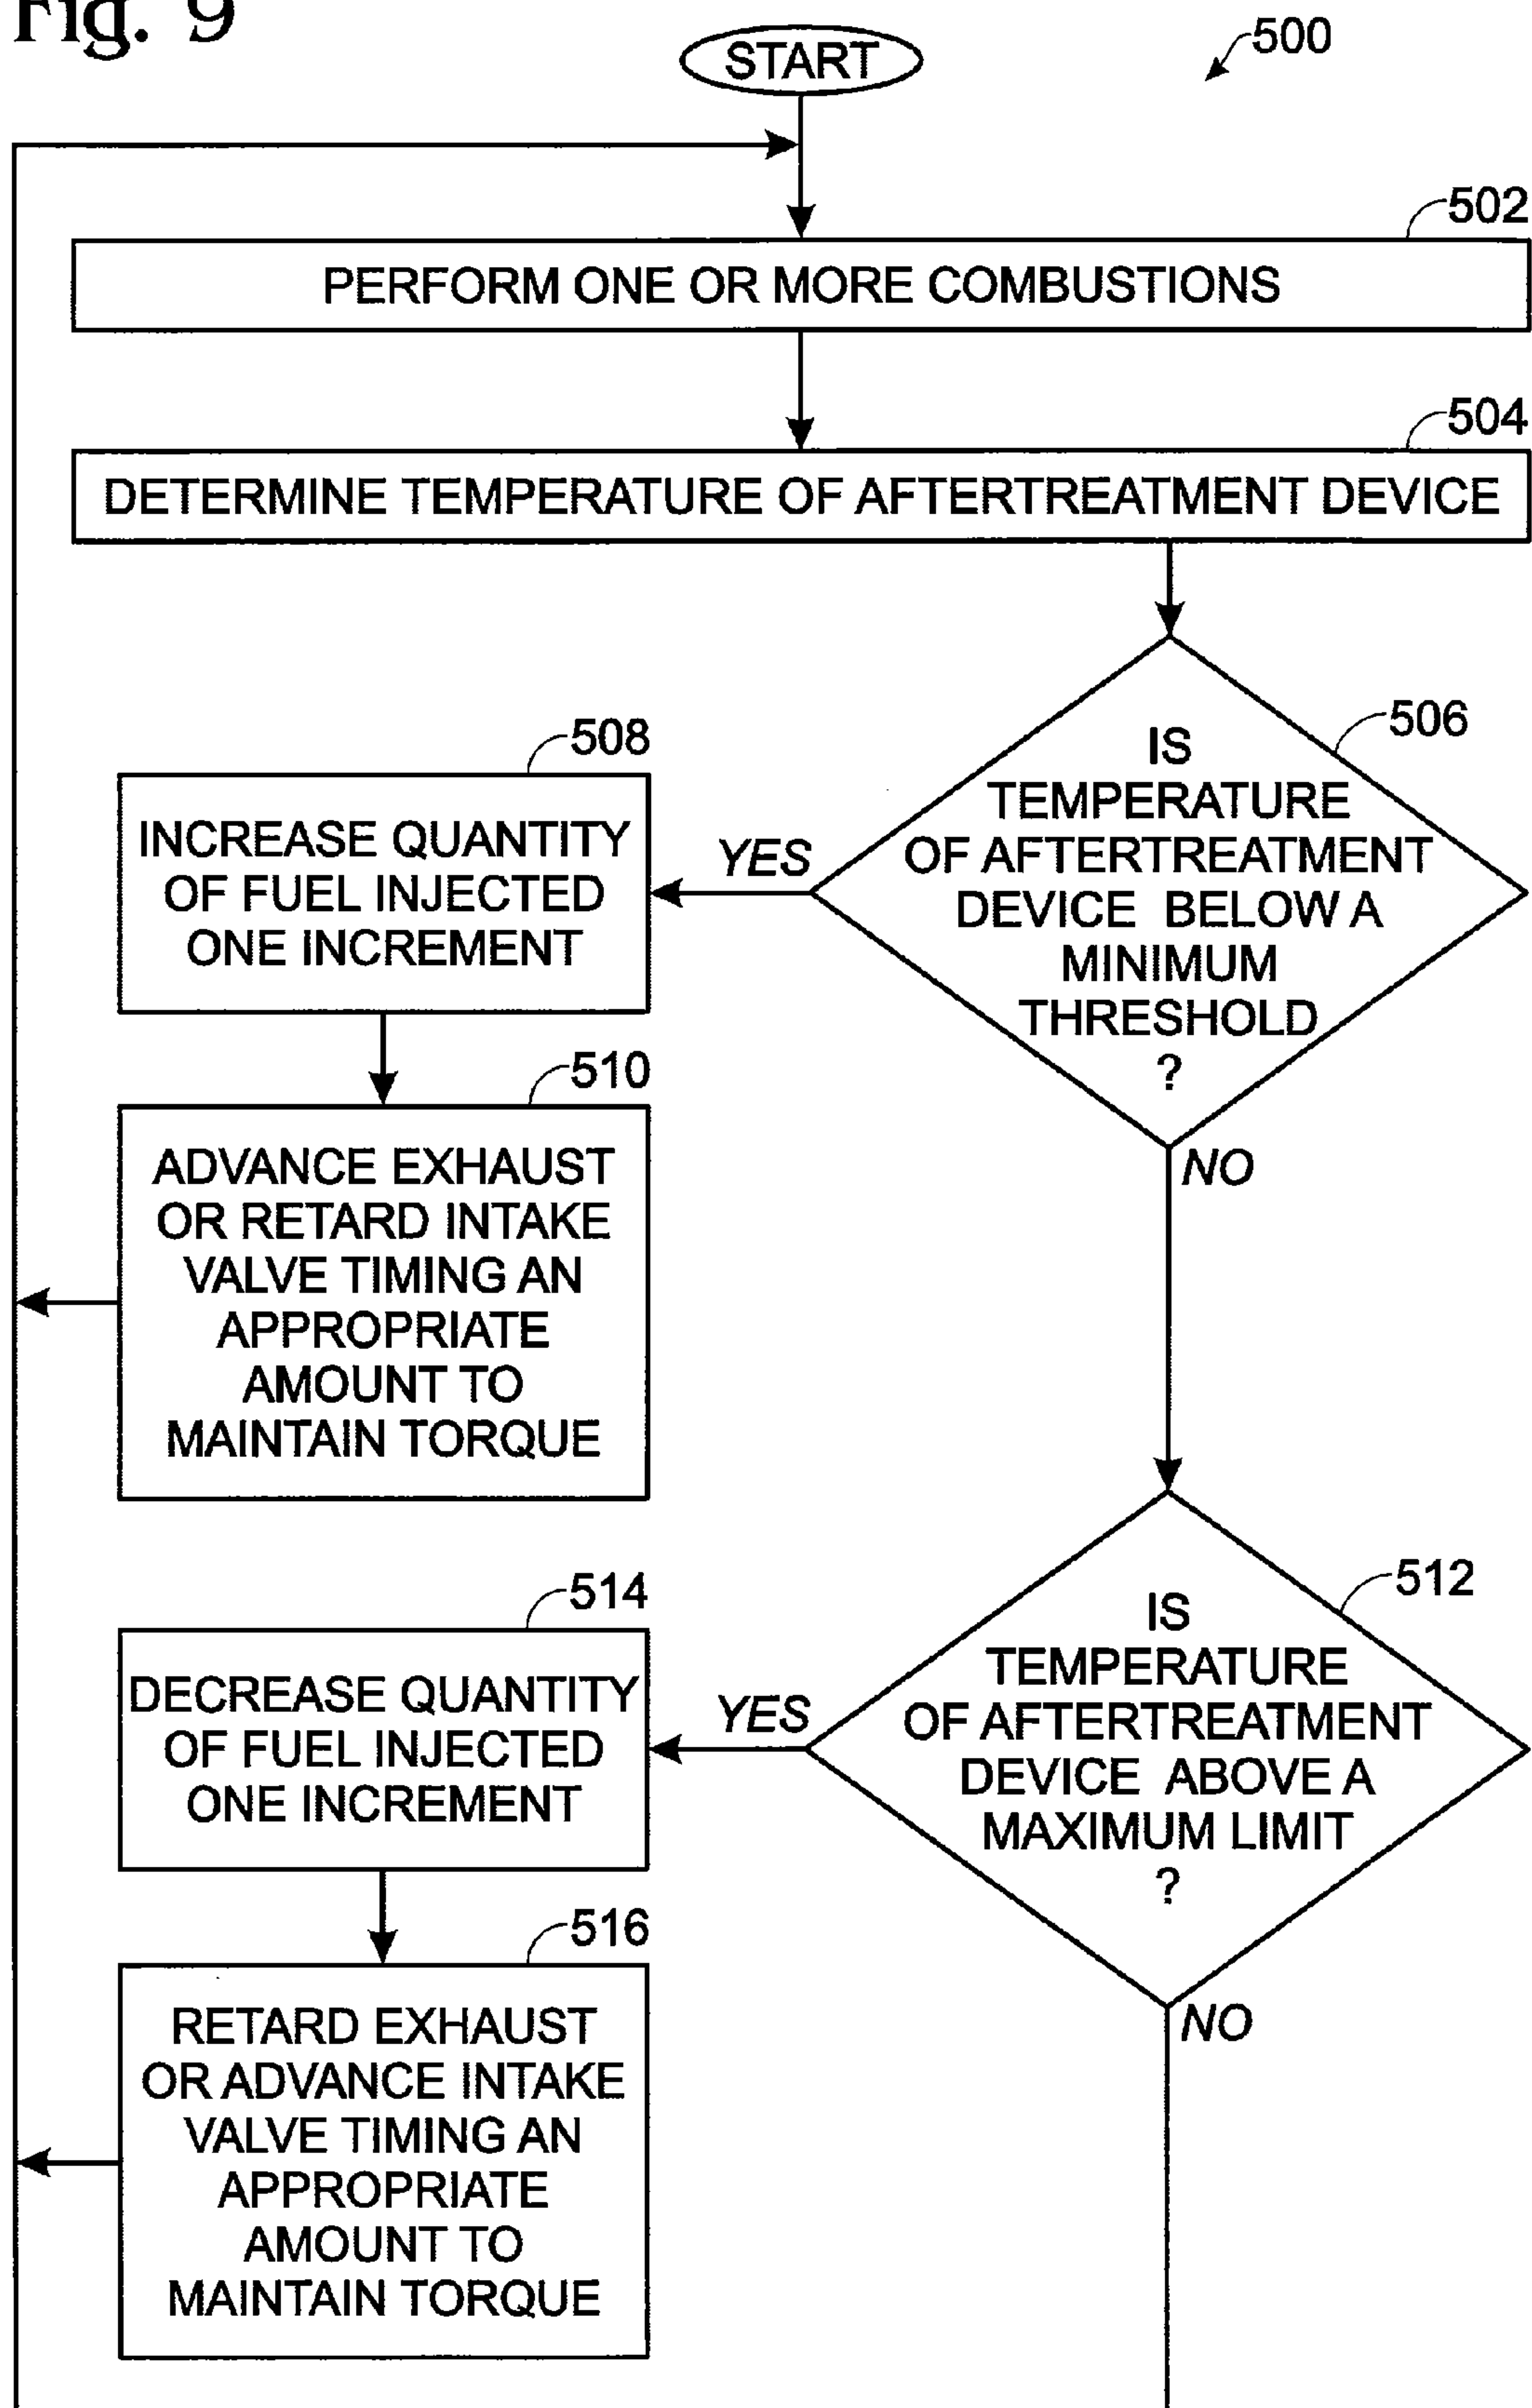 Fig. 9
START
500
502
PERFORM ONE OR MORE COMBUSTIONS
504
DETERMINE TEMPERATURE OF AFTERTREATMENT DEVICE
506
IS
TEMPERATURE
OF AFTERTREATMENT
DEVICE BELOW A
MINIMUM
THRESHOLD
?
YES
NO
508
INCREASE QUANTITY
OF FUEL INJECTED
ONE INCREMENT
510
ADVANCE EXHAUST
OR RETARD INTAKE
VALVE TIMING AN
APPROPRIATE
AMOUNT TO
MAINTAIN TORQUE
512
IS
TEMPERATURE
OF AFTERTREATMENT
DEVICE ABOVE A
MAXIMUM LIMIT
?
YES
NO
514
DECREASE QUANTITY
OF FUEL INJECTED
ONE INCREMENT
516
RETARD EXHAUST
OR ADVANCE INTAKE
VALVE TIMING AN
APPROPRIATE
AMOUNT TO
MAINTAIN TORQUE